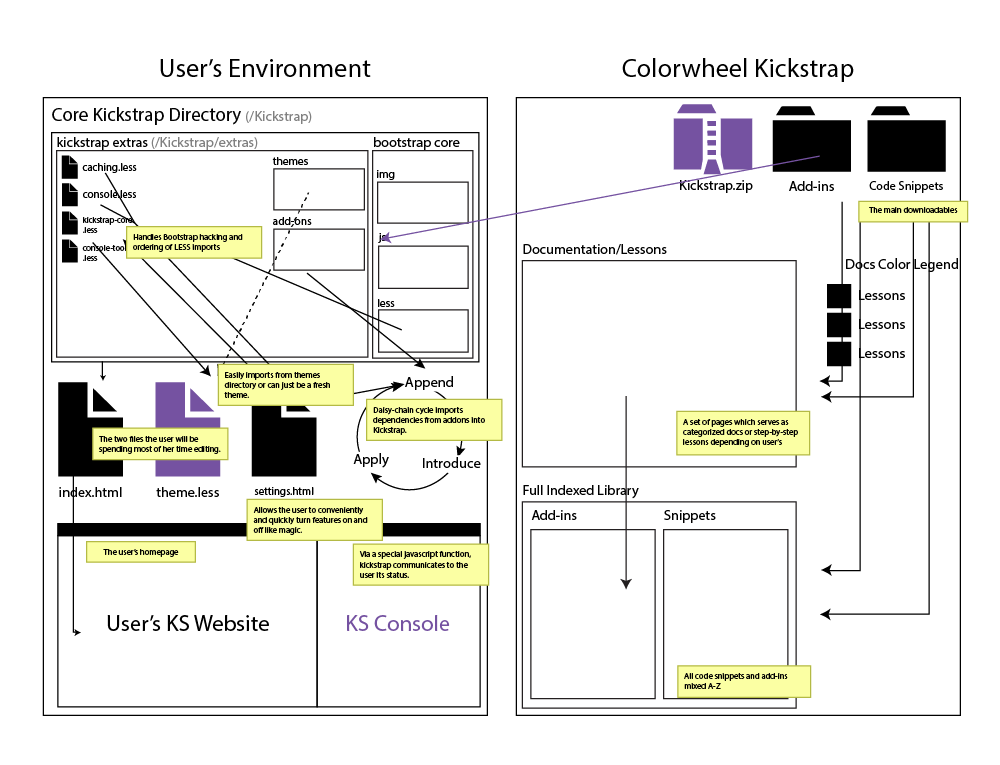 User's Environment
Colorwheel Kickstrap
Core Kickstrap Directory (/Kickstrap)
kickstrap extras (/Kickstrap/extras)
bootstrap core
caching.less
console.less
kickstrap-core
.less
console-tool
.less
themes
add-ons
img
js
less
Handles Bootstrap hacking and
ordering of LESS imports
Easily imports from themes
directory or can just be a fresh
theme.
Append
Daisy-chain cycle imports
dependencies from addons into
Kickstrap.
Apply
Introduce
The two files the user will be
spending most of her time editing.
index.html
theme.less
settings.html
Allows the user to conveniently
and quickly turn features on and
off like magic.
The user's homepage
Via a special javascript function,
kickstrap communicates to the
user its status.
User's KS Website
KS Console
Kickstrap.zip
Add-ins
Code Snippets
The main downloadables
Documentation/Lessons
Docs Color Legend
Lessons
Lessons
Lessons
A set of pages which serves as
categorized docs or step-by-step
lessons depending on user's
Full Indexed Library
Add-ins
Snippets
All code snippets and add-ins
mixed A-Z